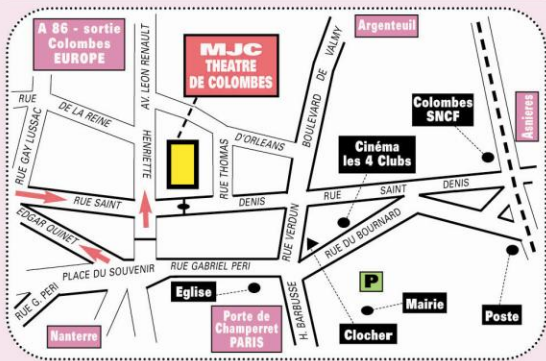 A 86 - sortie
Colombes
EUROPE
AV. LEON RENAULT
MJC
THEATRE
DE COLOMBES
Argenteuil
BOULEVARD DE VALMY
RUE DE LA REINE
RUE GAY LUSSAC
HENRIETTE
D'ORLEANS
RUE THOMAS
Cinéma
les 4 Clubs
Colombes
SNCF
Asnières
RUE SAINT DENIS
RUE SAINT DENIS
EDGAR QUINET
RUE VERDUN
RUE DU BOURNARD
PLACE DU SOUVENIR
RUE GABRIEL PERI
RUE G. PERI
Eglise
H. BARBUSSE
P
Mairie
Poste
Clocher
Nanterre
Porte de
Champerret
PARIS